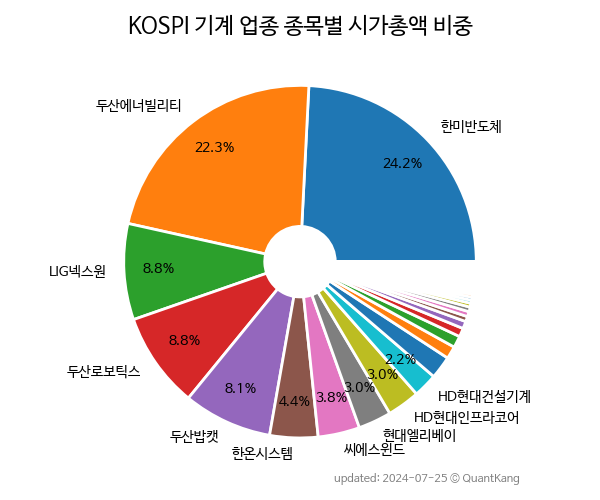 KOSPI 기계 업종 종목별 시가총액 비중
두산에너빌리티
한미반도체
22.3%
24.2%
LIG넥스원
8.8%
두산로보틱스
8.8%
두산밥캣
8.1%
한온시스템
4.4%
씨에스윈드
3.8%
현대엘리베이
3.0%
HD현대인프라코어
3.0%
HD현대건설기계
2.2%
updated: 2024-07-25 ⓒ QuantKang